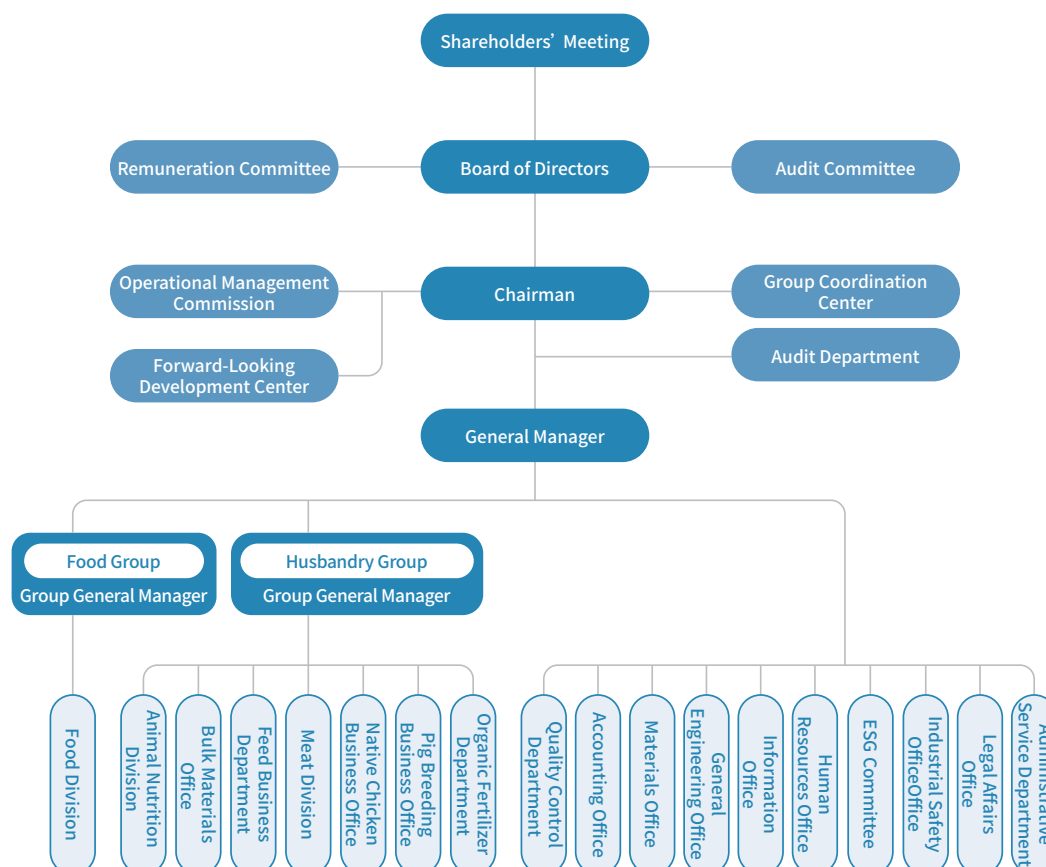 Shareholders’ Meeting
Remuneration Committee
Board of Directors
Audit Committee
Operational Management
Commission
Chairman
Group Coordination
Center
Forward-Looking
Development Center
Audit Department
General Manager
Food Group
Group General Manager
Husbandry Group
Group General Manager
Food Division
Animal Nutrition
Division
Bulk Materials
Office
Feed Business
Department
Meat Division
Native Chicken
Business Office
Pig Breeding
Business Office
Organic Fertilizer
Department
Quality Control
Department
Accounting Office
Materials Office
General
Engineering Office
Information
Office
Human
Resources Office
ESG Committee
Industrial Safety
OfficeOffice
Legal Affairs
Office
Administrative
Service Department